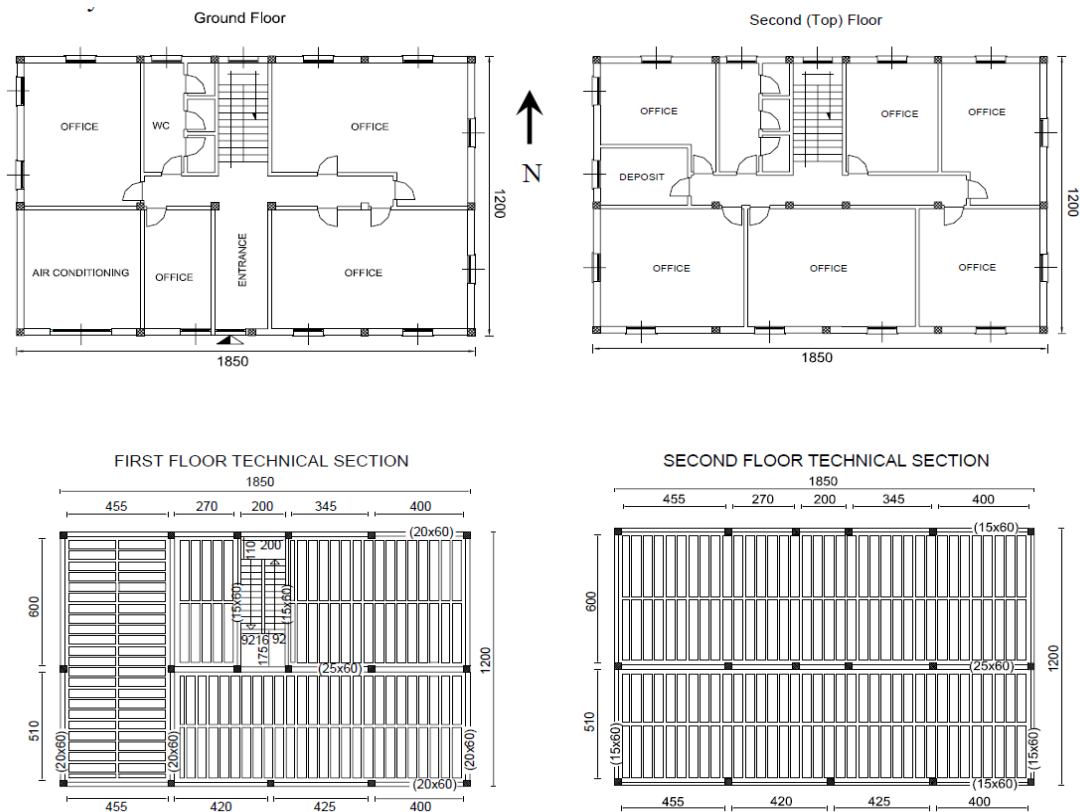 Ground Floor
OFFICE
WC
OFFICE
AIR CONDITIONING
OFFICE
ENTRANCE
OFFICE
1200
1850
N
Second (Top) Floor
OFFICE
OFFICE
OFFICE
DEPOSIT
OFFICE
OFFICE
OFFICE
1200
1850
FIRST FLOOR TECHNICAL SECTION
1850
455 270 200 345 400
(20x60)
110 200
600
(15x60)
(15x60)
92 16 92
175
(25x60)
1200
510
(20x60)
(20x60)
(20x60)
(20x60)
455 420 425 400
SECOND FLOOR TECHNICAL SECTION
1850
455 270 200 345 400
(15x60)
600
(25x60)
1200
510
(15x60)
(15x60)
(15x60)
455 420 425 400